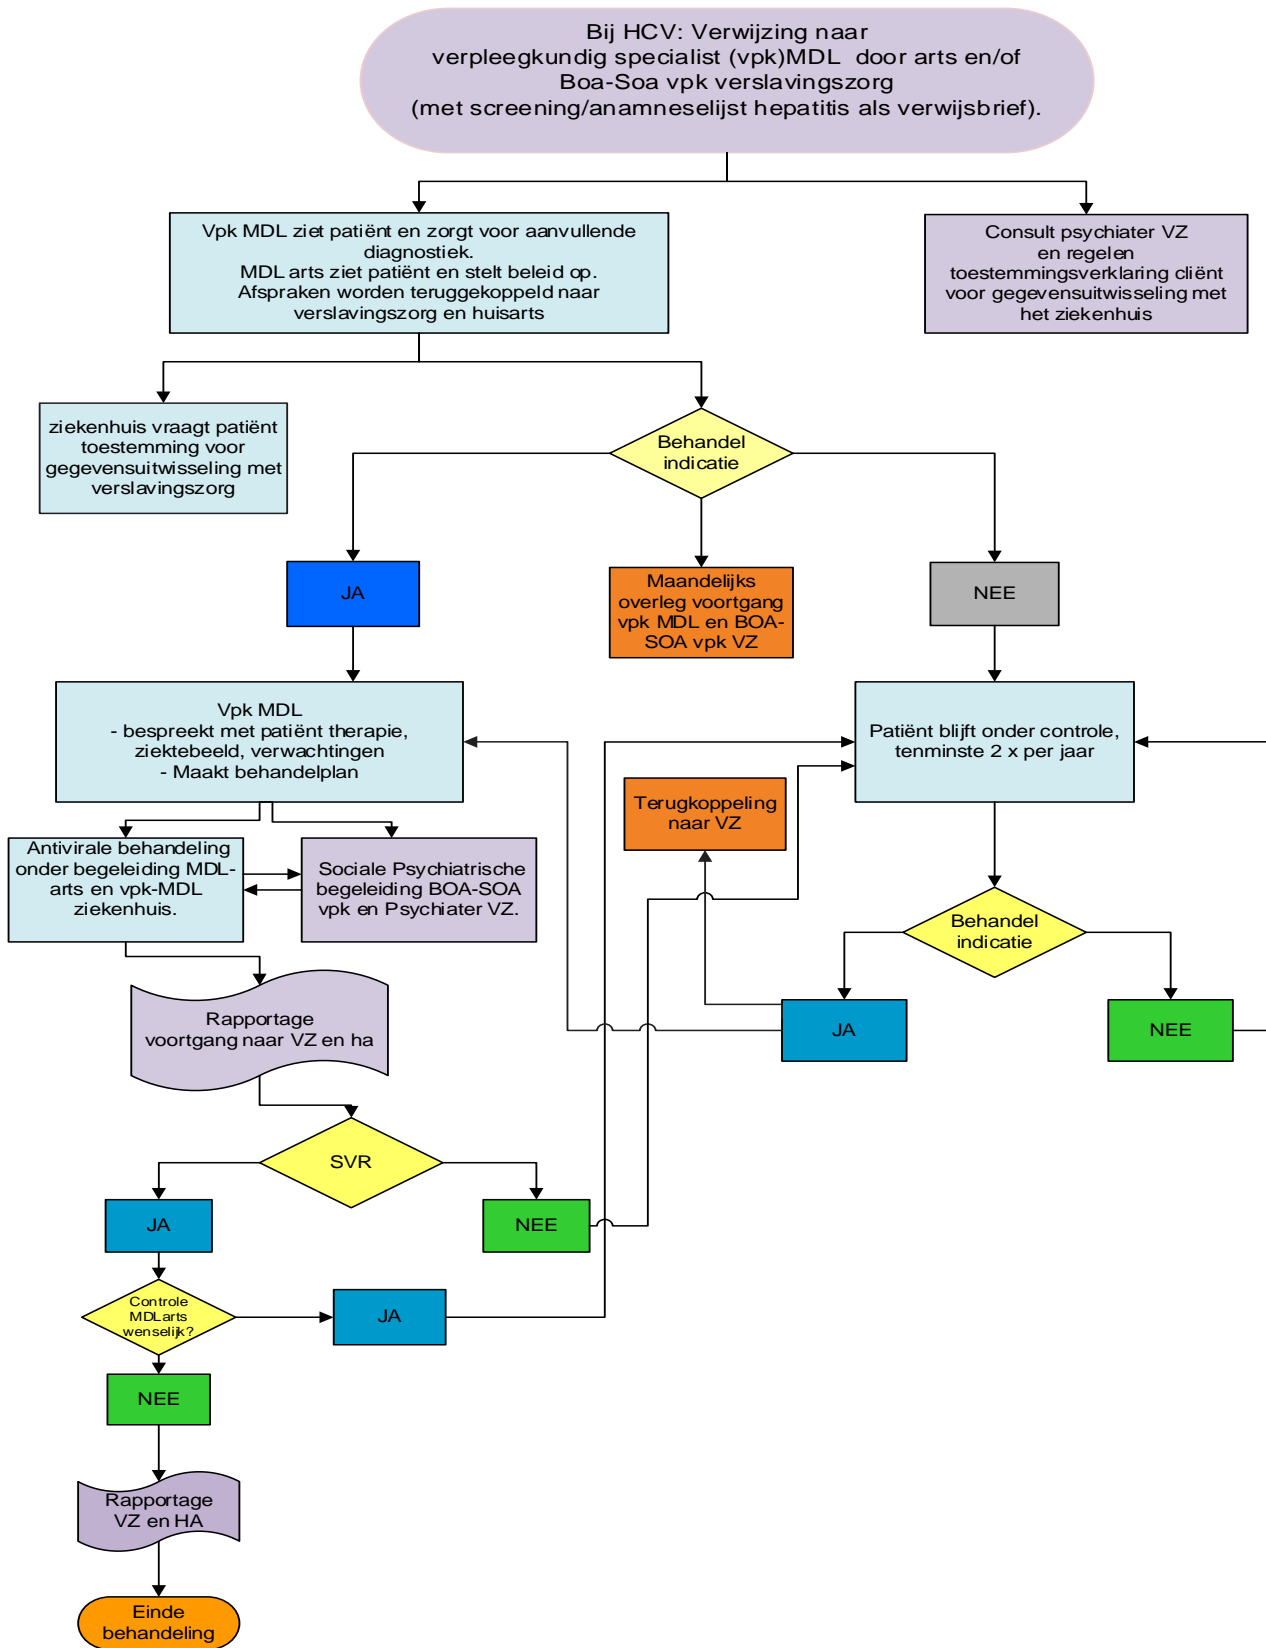 Bij HCV: Verwijzing naar
verpleegkundig specialist (vpk)MDL door arts en/of
Boa-Soa vpk verslavingszorg
(met screening/anamneselijst hepatitis als verwijsbrief).
Vpk MDL ziet patiënt en zorgt voor aanvullende
diagnostiek.
MDL arts ziet patiënt en stelt beleid op.
Afspraken worden teruggekoppeld naar
verslavingszorg en huisarts
Consult psychiater VZ
en regelen
toestemmingsverklaring cliënt
voor gegevensuitwisseling met
het ziekenhuis
ziekenhuis vraagt patiënt
toestemming voor
gegevensuitwisseling met
verslavingszorg
Behandel
indicatie
JA
Maandelijks
overleg voortgang
vpk MDL en BOA-
SOA vpk VZ
NEE
Vpk MDL
- bespreekt met patiënt therapie,
ziektebeeld, verwachtingen
- Maakt behandelplan
Patiënt blijft onder controle,
tenminste 2 x per jaar
Terugkoppeling
naar VZ
Antivirale behandeling
onder begeleiding MDL-
arts en vpk-MDL
ziekenhuis.
Sociale Psychiatrische
begeleiding BOA-SOA
vpk en Psychiater VZ.
Behandel
indicatie
JA
NEE
Rapportage
voortgang naar VZ en ha
SVR
JA
NEE
Controle
MDLarts
wenselijk?
JA
NEE
Rapportage
VZ en HA
Einde
behandeling